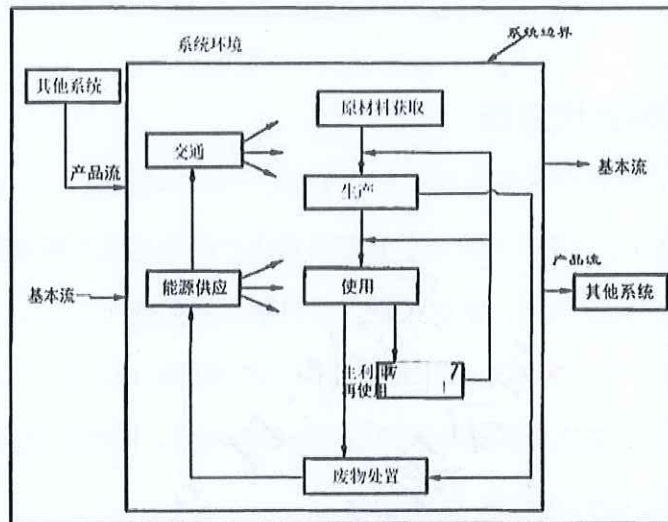 系统环境
系统边界
其他系统
原材料获取
交通
产品流
基本流
生产
产品流
基本流
能源供应
使用
其他系统
再使用
废物处置